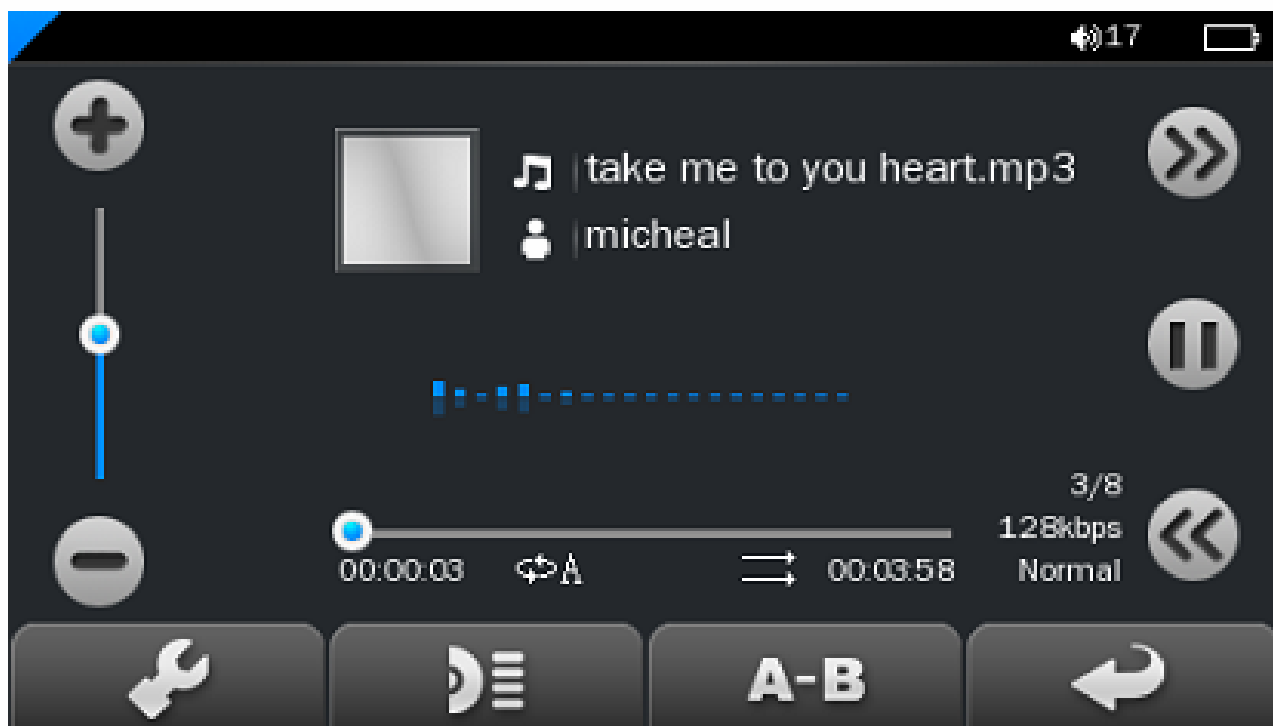 17
take me to you heart.mp3
micheal
3/8
128kbps
00:00:03 A 00:03:58 Normal
A-B